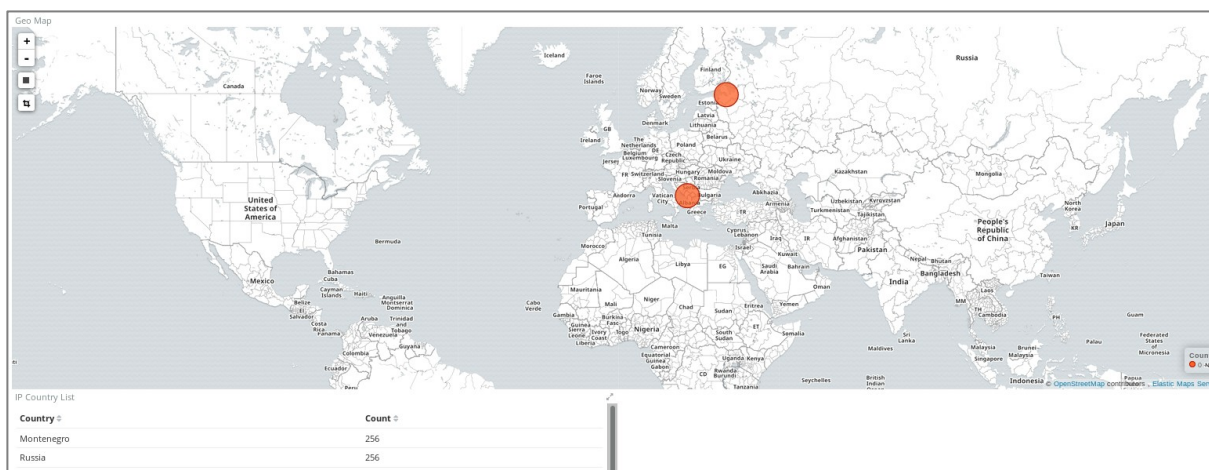 Geo Map
+
-
Iceland
Finland
Russia
Canada
Faroe
Islands
Norway
Sweden
Estonia
Latvia
Denmark
Lithuania
GB
Ireland
The
Netherlands
Belarus
Poland
Belgium
DE
Luxembourg
Czech
Republic
Jersey
Ukraine
FR
Switzerland
Hungary
Moldova
Slovenia
Romania
Kazakhstan
Mongolia
Andorra
Vatican
City
Bulgaria
Abkhazia
Uzbekistan
Kyrgyzstan
United
States of
America
Portugal
Greece
TR
Armenia
Turkmenistan
Tajikistan
North
Korea
Japan
KR
People's
Republic
of China
Malta
Tunisia
Cyprus
Lebanon
Israel
Iraq
IR
Afghanistan
Pakistan
Bermuda
Morocco
Algeria
Libya
EG
Kuwait
Saudi
Arabia
Bahrain
Nepal
Bhutan
Bangladesh
Taiwan
Bahamas
Cuba
Mexico
Cayman
Islands
Haiti
Oman
India
Laos
MM
Mauritania
Mali
Niger
Chad
Sudan
Eritrea
Yemen
Belize
El
Salvador
Anguilla
Montserrat
Dominica
Cabo
Verde
Gambia
Burkina
Faso
TH
Cambodia
PH
Guam
Costa
Rica
Panama
Aruba
Trinidad
and
Tobago
Venezuela
Guinea
Sierra
Leone
Ivory
Coast
Togo
Nigeria
South
Sudan
ET
Somalia
Sri
Lanka
Liberia
Cameroon
Guyana
Colombia
Equatorial
Guinea
Gabon
Uganda
Kenya
Maldives
Malaysia
Brunei
Malaysia
Singapore
Palau
Federated
States of
Micronesia
Ecuador
CD
Rwanda
Burundi
Tanzania
Seychelles
British
Indian
Ocean
Indonesia
Papua
Peru
Coun
© OpenStreetMap contributors , Elastic Maps Ser
IP Country List
Country Count
Montenegro 256
Russia 256